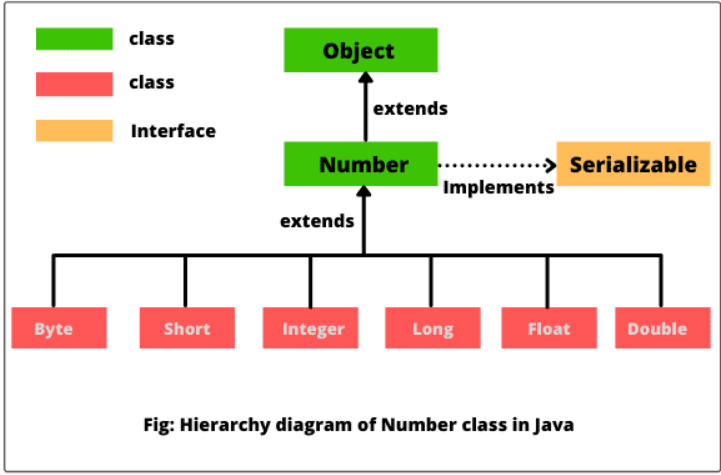 class
class
Interface
Object
extends
Number
Implements
Serializable
extends
Byte
Short
Integer
Long
Float
Double
Fig: Hierarchy diagram of Number class in Java